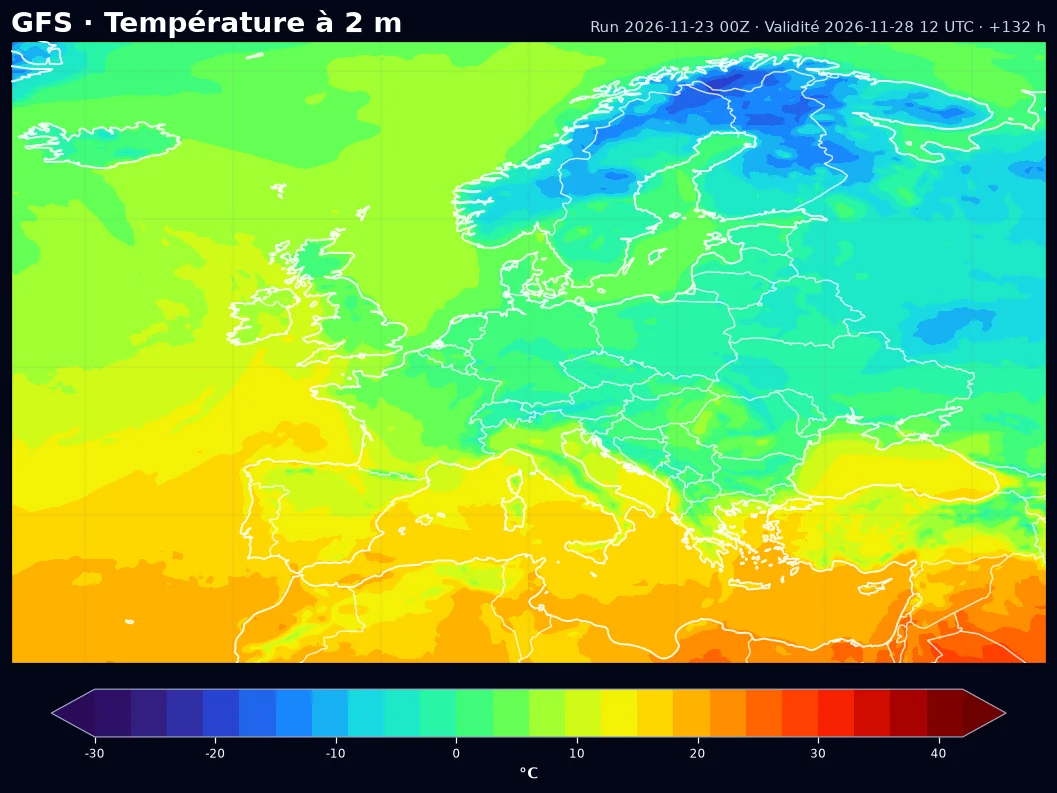 GFS · Température à 2 m
Run 2026-11-23 00Z · Validité 2026-11-28 12 UTC · +132 h
-30 -20 -10 0 10 20 30 40
°C